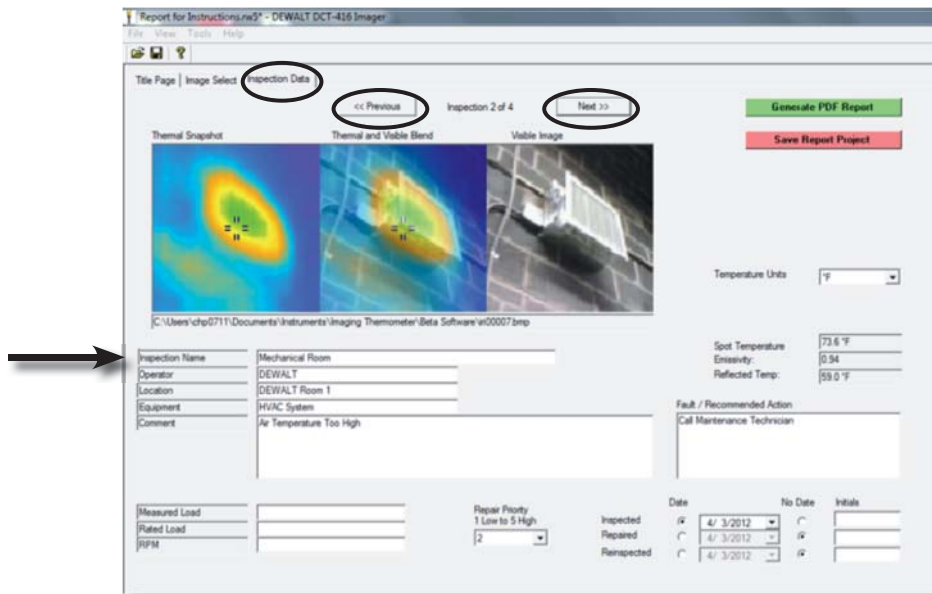 Report for Instructions.rw5* - DEWALT DCT-416 Imager
File View Tools Help
Title Page Image Select Inspection Data
<< Previous Inspection 2 of 4 Next >> Generate PDF Report
Save Report Project
Thermal Snapshot Thermal and Visible Blend Visible Image
Temperature Units °F
C:\Users\chp0711\Documents\Instruments\Imaging Thermometer\Beta Software\ir00007.bmp
Inspection Name Mechanical Room
Operator DEWALT
Location DEWALT Room 1
Equipment HVAC System
Comment Air Temperature Too High
Spot Temperature 73.6 °F
Emissivity: 0.94
Reflected Temp: 59.0 °F
Fault / Recommended Action
Call Maintenance Technician
Measured Load
Rated Load
RPM
Repair Priority
1 Low to 5 High
2
Date No Date Initials
Inspected 4/ 3/2012
Repaired 4/ 3/2012
Reinspected 4/ 3/2012